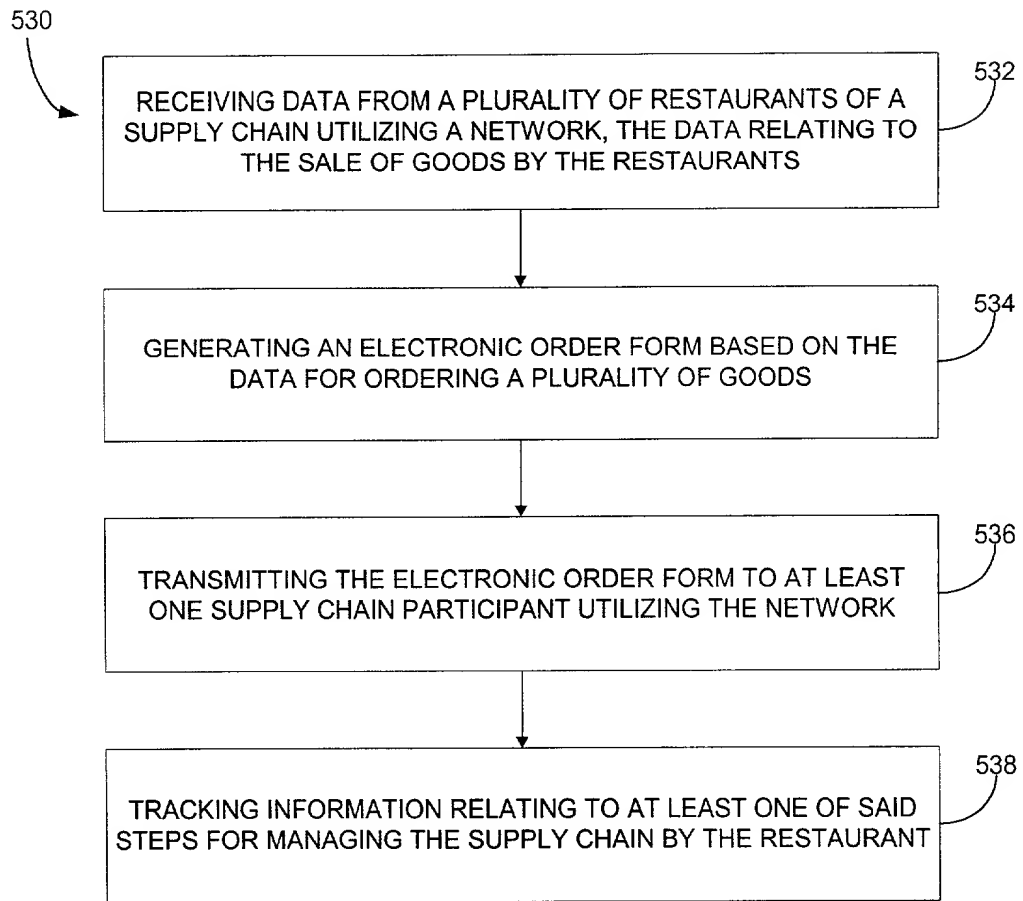 530
532
RECEIVING DATA FROM A PLURALITY OF RESTAURANTS OF A
SUPPLY CHAIN UTILIZING A NETWORK, THE DATA RELATING TO
THE SALE OF GOODS BY THE RESTAURANTS
534
GENERATING AN ELECTRONIC ORDER FORM BASED ON THE
DATA FOR ORDERING A PLURALITY OF GOODS
536
TRANSMITTING THE ELECTRONIC ORDER FORM TO AT LEAST
ONE SUPPLY CHAIN PARTICIPANT UTILIZING THE NETWORK
538
TRACKING INFORMATION RELATING TO AT LEAST ONE OF SAID
STEPS FOR MANAGING THE SUPPLY CHAIN BY THE RESTAURANT